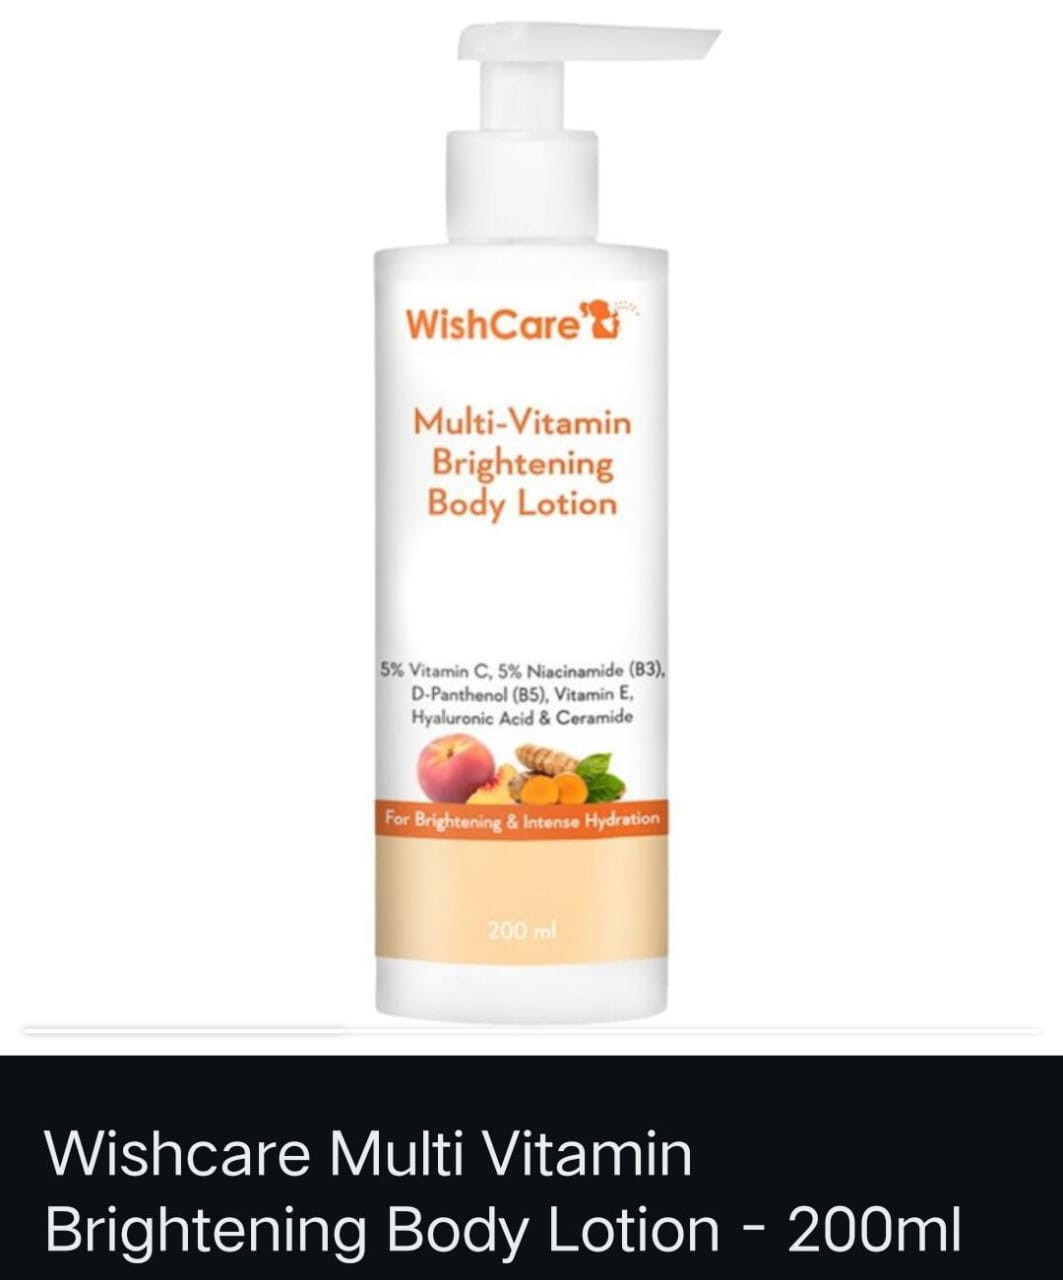 WishCare
Multi-Vitamin
Brightening
Body Lotion
5% Vitamin C, 5% Niacinamide (B3),
D-Panthenol (B5), Vitamin E,
Hyaluronic Acid & Ceramide
For Brightening & Intense Hydration
200 ml
Wishcare Multi Vitamin
Brightening Body Lotion - 200ml